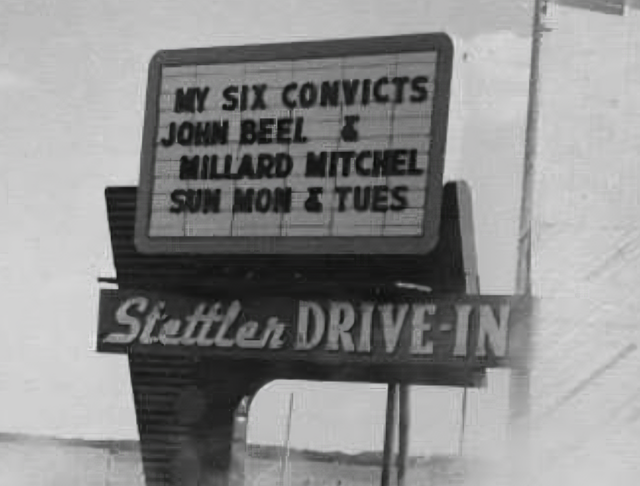 MY SIX CONVICTS
JOHN BEEL &
MILLARD MITCHEL
SUN MON & TUES
Stettler DRIVE-IN